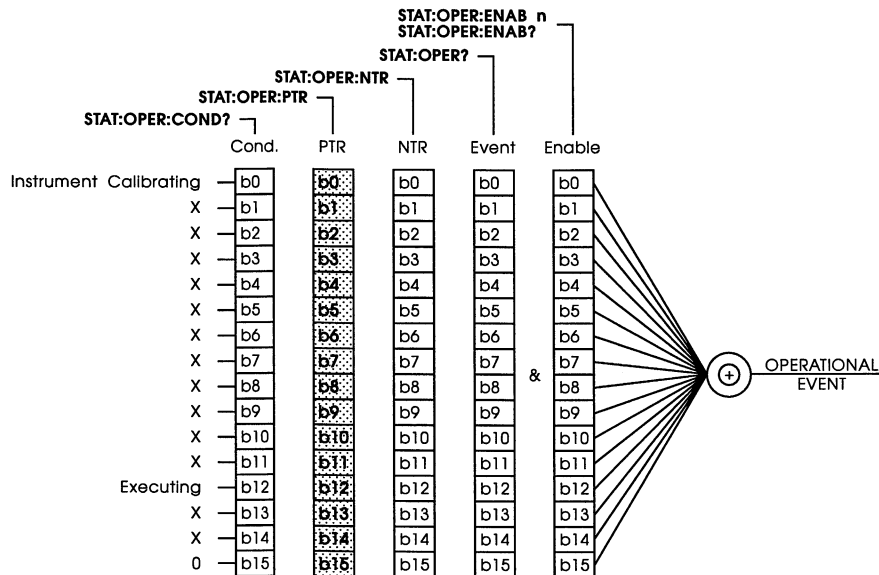 STAT:OPER:ENAB n
STAT:OPER:ENAB?
STAT:OPER?
STAT:OPER:NTR
STAT:OPER:PTR
STAT:OPER:COND?
Cond. PTR NTR Event Enable
Instrument Calibrating b0 b0 b0 b0 b0
X b1 b1 b1 b1 b1
X b2 b2 b2 b2 b2
X b3 b3 b3 b3 b3
X b4 b4 b4 b4 b4
X b5 b5 b5 b5 b5
X b6 b6 b6 b6 b6
X b7 b7 b7 b7 b7
&
X b8 b8 b8 b8 b8
X b9 b9 b9 b9 b9
X b10 b10 b10 b10 b10
X b11 b11 b11 b11 b11
Executing b12 b12 b12 b12 b12
X b13 b13 b13 b13 b13
X b14 b14 b14 b14 b14
0 b15 b15 b15 b15 b15
+
OPERATIONAL
EVENT